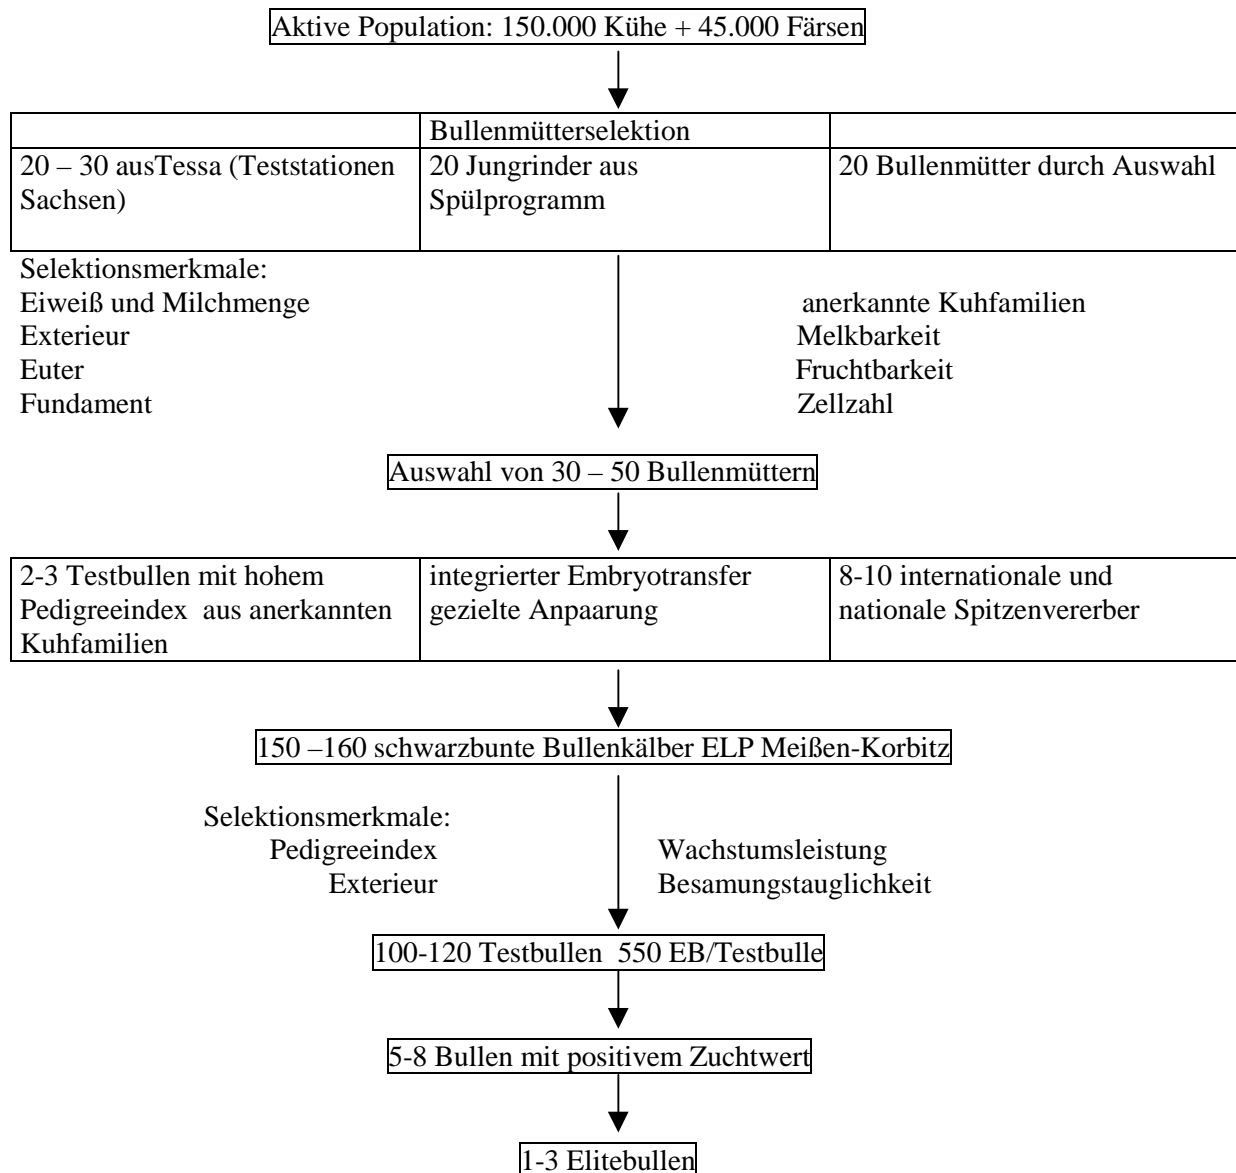 Aktive Population: 150.000 Kühe + 45.000 Färsen
Bullenmütterselektion
20 – 30 ausTessa (Teststationen
Sachsen)
20 Jungrinder aus
Spülprogramm
20 Bullenmütter durch Auswahl
Selektionsmerkmale:
Eiweiß und Milchmenge
Exterieur
Euter
Fundament
anerkannte Kuhfamilien
Melkbarkeit
Fruchtbarkeit
Zellzahl
Auswahl von 30 – 50 Bullenmüttern
2-3 Testbullen mit hohem
Pedigreeindex aus anerkannten
Kuhfamilien
integrierter Embryotransfer
gezielte Anpaarung
8-10 internationale und
nationale Spitzenvererber
150 –160 schwarzbunte Bullenkälber ELP Meißen-Korbitz
Selektionsmerkmale:
Pedigreeindex
Exterieur
Wachstumsleistung
Besamungstauglichkeit
100-120 Testbullen 550 EB/Testbulle
5-8 Bullen mit positivem Zuchtwert
1-3 Elitebullen